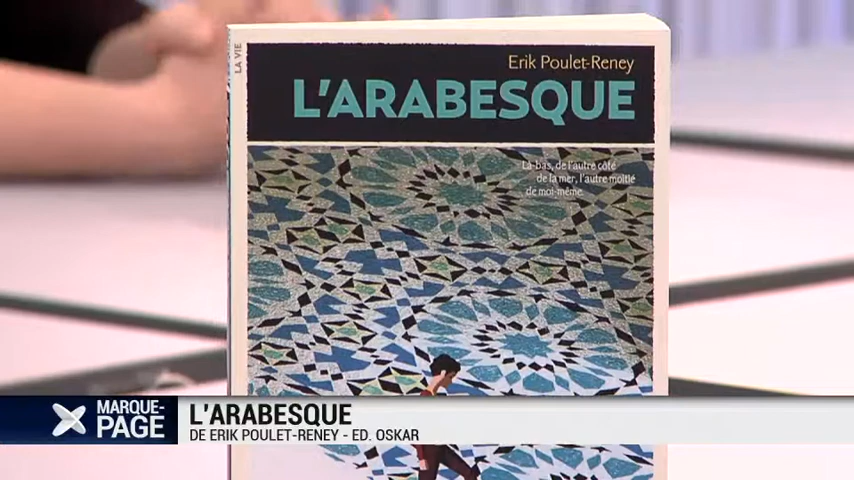 LA VIE
Erik Poulet-Reney
L'ARABESQUE
Là-bas, de l'autre côté
de la mer, l'autre moitié
de moi-même.
MARQUE-
PAGE
L'ARABESQUE
DE ERIK POULET-RENEY - ED. OSKAR